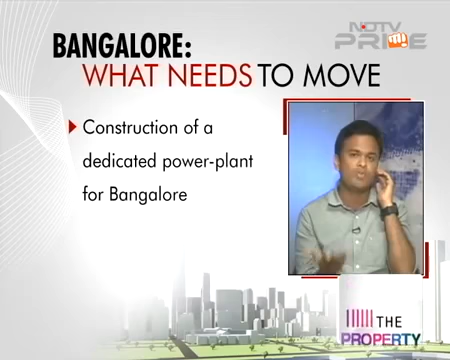 NDTV
PRIME
BANGALORE:
WHAT NEEDS TO MOVE
Construction of a
dedicated power-plant
for Bangalore
THE
PROPERTY